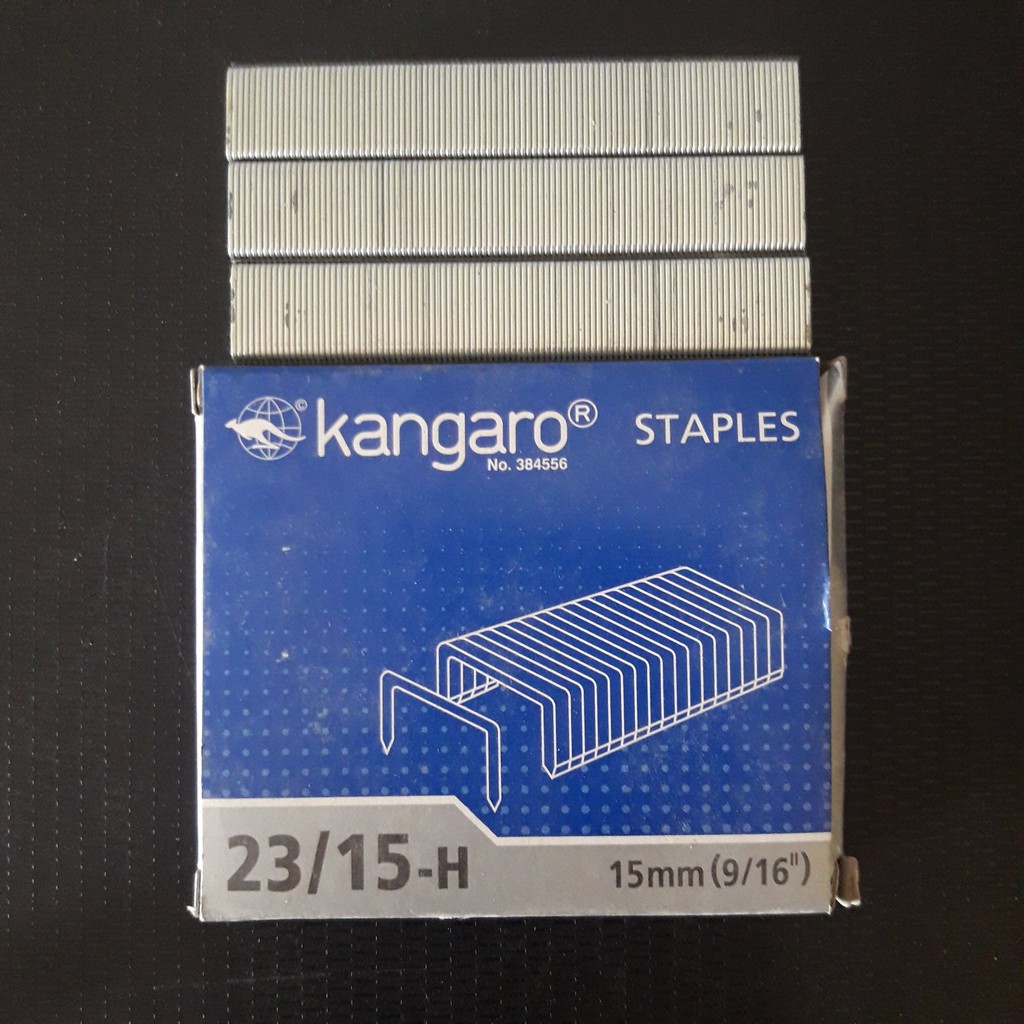 © kangaro® STAPLES
No. 384556
23/15-H 15mm (9/16")